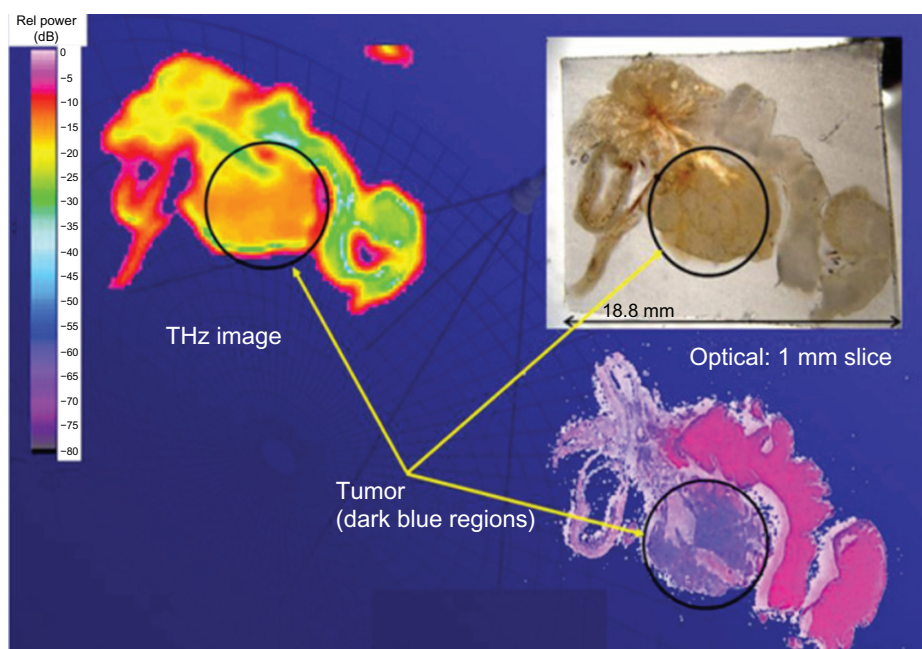 Rel power
(dB)
0
−5
−10
−15
−20
−25
−30
−35
−40
−45
−50
−55
−60
−65
−70
−75
−80
THz image
18.8 mm
Optical: 1 mm slice
Tumor
(dark blue regions)